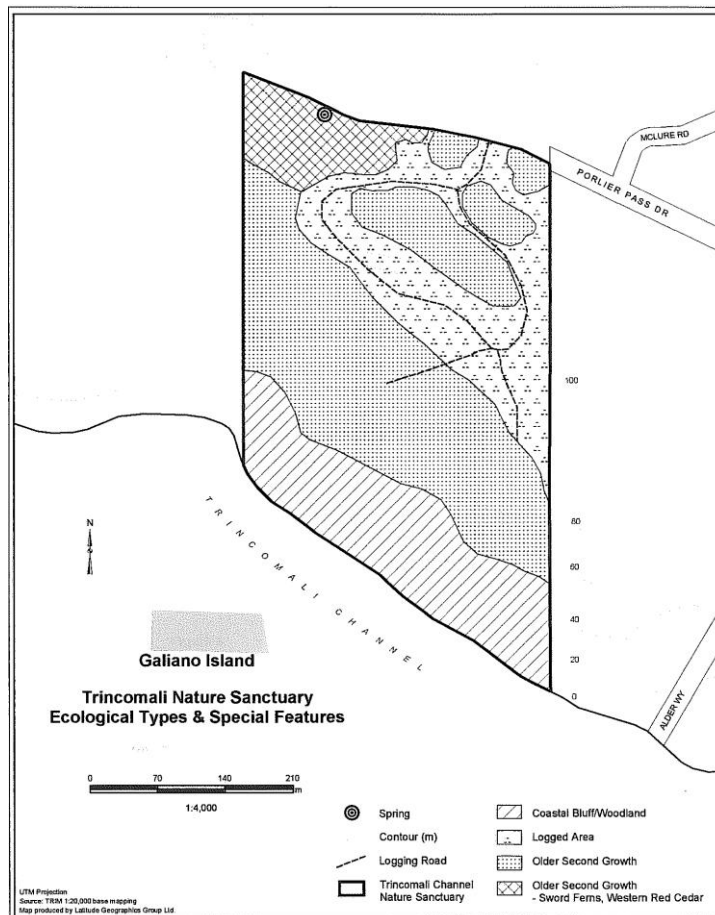 MCLURE RD
PORLIER PASS DR
100
80
60
40
20
0
N
TRINCOMALI CHANNEL
ALDER WY
Galiano Island
Trincomali Nature Sanctuary
Ecological Types & Special Features
0 70 140 210
m
1:4,000
Spring
Contour (m)
Logging Road
Trincomali Channel
Nature Sanctuary
Coastal Bluff/Woodland
Logged Area
Older Second Growth
Older Second Growth
- Sword Ferns, Western Red Cedar
UTM Projection
Source: TRIM 1:20,000 base mapping
Map produced by Latitude Geographics Group Ltd.